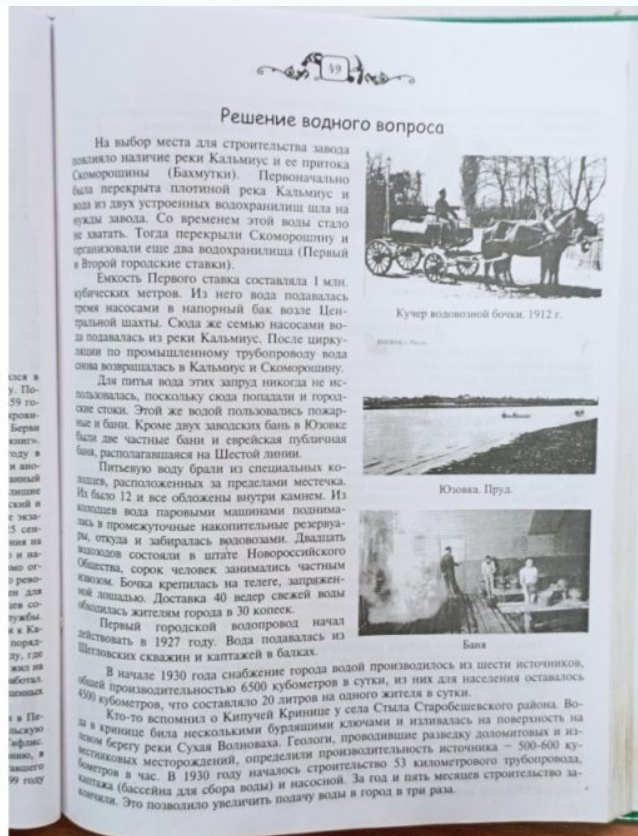 49
Решение водного вопроса
На выбор места для строительства завода
повлияло наличие реки Кальмиус и ее притока
Скоморошины (Бахмутки). Первоначально
была перекрыта плотиной река Кальмиус и
вода из двух устроенных водохранилищ шла на
нужды завода. Со временем этой воды стало
не хватать. Тогда перекрыли Скоморошину и
организовали еще два водохранилища (Первый
и Второй городские ставки).
Емкость Первого ставка составляла 1 млн.
кубических метров. Из него вода подавалась
тремя насосами в напорный бак возле Цен-
тральной шахты. Сюда же семью насосами во-
да подавалась из реки Кальмиус. После цирку-
ляции по промышленному трубопроводу вода
снова возвращалась в Кальмиус и Скоморошину.
Для питья вода этих запруд никогда не ис-
пользовалась, поскольку сюда попадали и город-
ские стоки. Этой же водой пользовались пожар-
ные и бани. Кроме двух заводских бань в Юзовке
были две частные бани и еврейская публичная
баня, располагавшаяся на Шестой линии.
Питьевую воду брали из специальных ко-
лодцев, расположенных за пределами местечка.
Их было 12 и все обложены внутри камнем. Из
колодцев вода паровыми машинами поднима-
лась в промежуточные накопительные резервуа-
ры, откуда и забиралась водовозами. Двадцать
водовозов состояли в штате Новороссийского
Общества, сорок человек занимались частным
извозом. Бочка крепилась на телеге, запряжен-
ной лошадью. Доставка 40 ведер свежей воды
обходилась жителям города в 30 копеек.
Первый городской водопровод начал
действовать в 1927 году. Вода подавалась из
Щегловских скважин и каптажей в балках.
Кучер водовозной бочки. 1912 г.
Юзовка. Пруд.
Баня
В начале 1930 года снабжение города водой производилось из шести источников,
общей производительностью 6500 кубометров в сутки, из них для населения оставалось
4500 кубометров, что составляло 20 литров на одного жителя в сутки.
Кто-то вспомнил о Кипучей Кринице у села Стыла Старобешевского района. Во-
да в кринице била несколькими бурлящими ключами и изливалась на поверхность на
левом берегу реки Сухая Волноваха. Геологи, проводившие разведку доломитовых и из-
вестняковых месторождений, определили производительность источника – 500-600 ку-
бометров в час. В 1930 году началось строительство 53 километрового трубопровода,
каптажа (бассейна для сбора воды) и насосной. За год и пять месяцев строительство за-
кончили. Это позволило увеличить подачу воды в город в три раза.